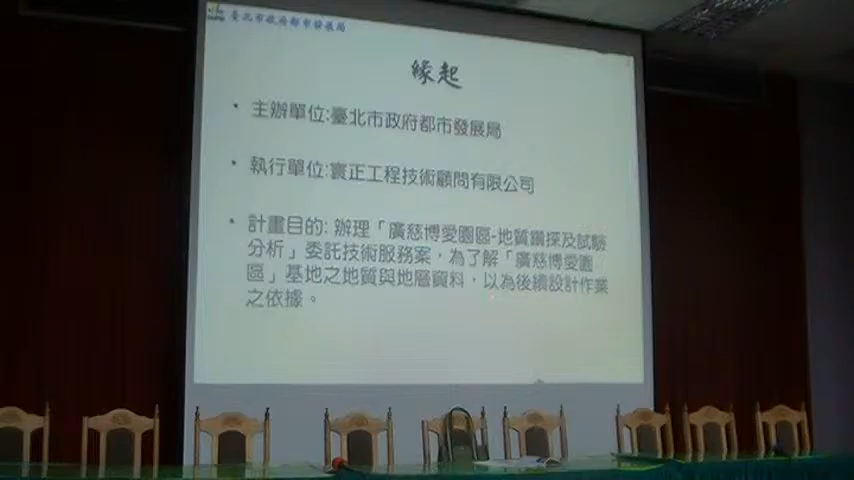 臺北市政府都市發展局
緣起
• 主辦單位:臺北市政府都市發展局
• 執行單位:寰正工程技術顧問有限公司
• 計畫目的: 辦理「廣慈博愛園區-地質鑽探及試驗
分析」委託技術服務案，為了解「廣慈博愛園
區」基地之地質與地層資料，以為後續設計作業
之依據。